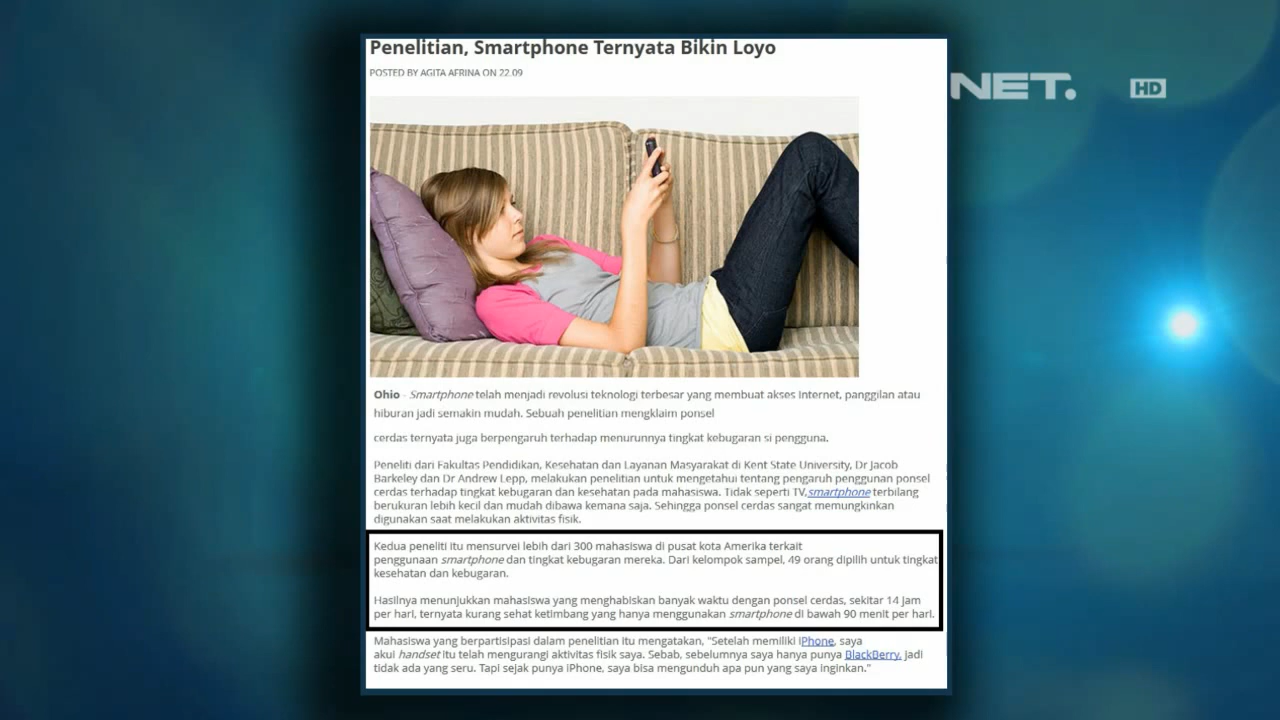 Penelitian, Smartphone Ternyata Bikin Loyo
POSTED BY AGITA AFRINA ON 22.09
NET.
HD
Ohio - Smartphone telah menjadi revolusi teknologi terbesar yang membuat akses Internet, panggilan atau
hiburan jadi semakin mudah. Sebuah penelitian mengklaim ponsel
cerdas ternyata juga berpengaruh terhadap menurunnya tingkat kebugaran si pengguna.
Peneliti dari Fakultas Pendidikan, Kesehatan dan Layanan Masyarakat di Kent State University, Dr Jacob
Barkeley dan Dr Andrew Lepp, melakukan penelitian untuk mengetahui tentang pengaruh penggunan ponsel
cerdas terhadap tingkat kebugaran dan kesehatan pada mahasiswa. Tidak seperti TV,smartphone terbilang
berukuran lebih kecil dan mudah dibawa kemana saja. Sehingga ponsel cerdas sangat memungkinkan
digunakan saat melakukan aktivitas fisik.
Kedua peneliti itu mensurvei lebih dari 300 mahasiswa di pusat kota Amerika terkait
penggunaan smartphone dan tingkat kebugaran mereka. Dari kelompok sampel, 49 orang dipilih untuk tingkat
kesehatan dan kebugaran.
Hasilnya menunjukkan mahasiswa yang menghabiskan banyak waktu dengan ponsel cerdas, sekitar 14 jam
per hari, ternyata kurang sehat ketimbang yang hanya menggunakan smartphone di bawah 90 menit per hari.
Mahasiswa yang berpartisipasi dalam penelitian itu mengatakan, "Setelah memiliki iPhone, saya
akui handset itu telah mengurangi aktivitas fisik saya. Sebab, sebelumnya saya hanya punya BlackBerry, jadi
tidak ada yang seru. Tapi sejak punya iPhone, saya bisa mengunduh apa pun yang saya inginkan."